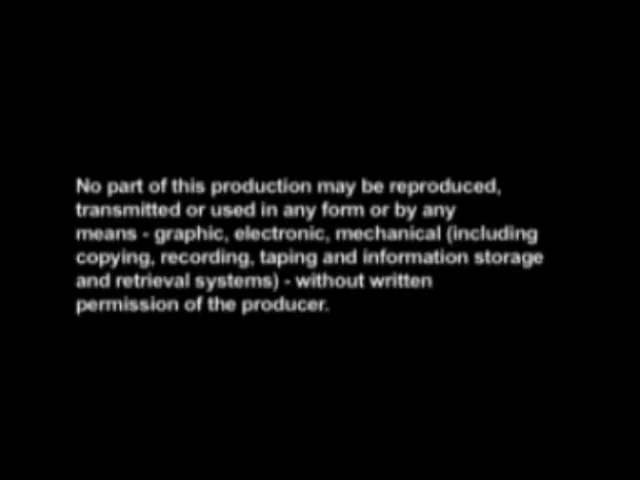 No part of this production may be reproduced,
transmitted or used in any form or by any
means - graphic, electronic, mechanical (including
copying, recording, taping and information storage
and retrieval systems) - without written
permission of the producer.